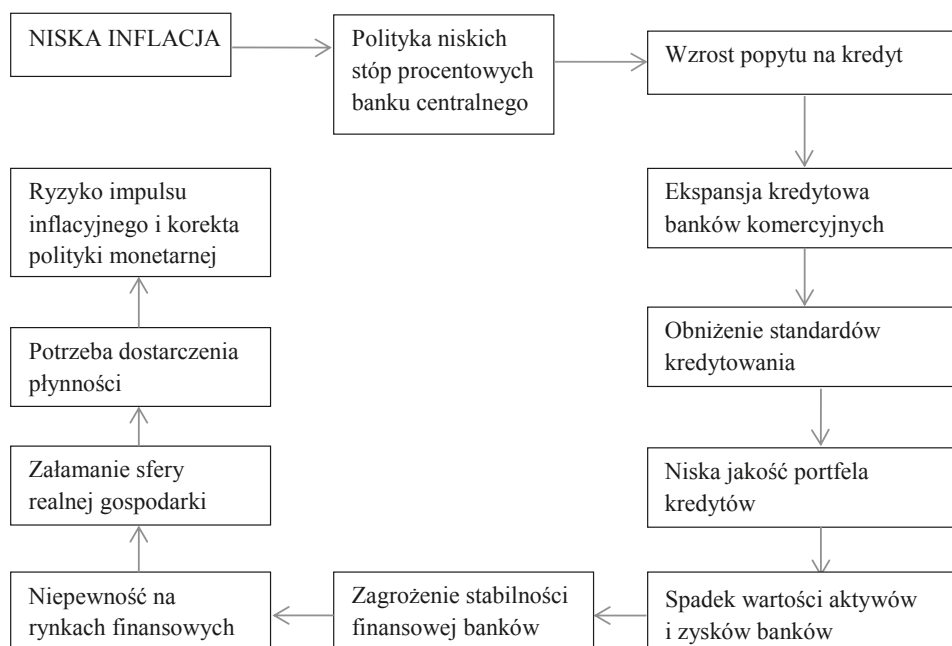 NISKA INFLACJA
Polityka niskich
stóp procentowych
banku centralnego
Wzrost popytu na kredyt
Ekspansja kredytowa
banków komercyjnych
Obniżenie standardów
kredytowania
Niska jakość portfela
kredytów
Spadek wartości aktywów
i zysków banków
Zagrożenie stabilności
finansowej banków
Niepewność na
rynkach finansowych
Załamanie sfery
realnej gospodarki
Potrzeba dostarczenia
płynności
Ryzyko impulsu
inflacyjnego i korekta
polityki monetarnej